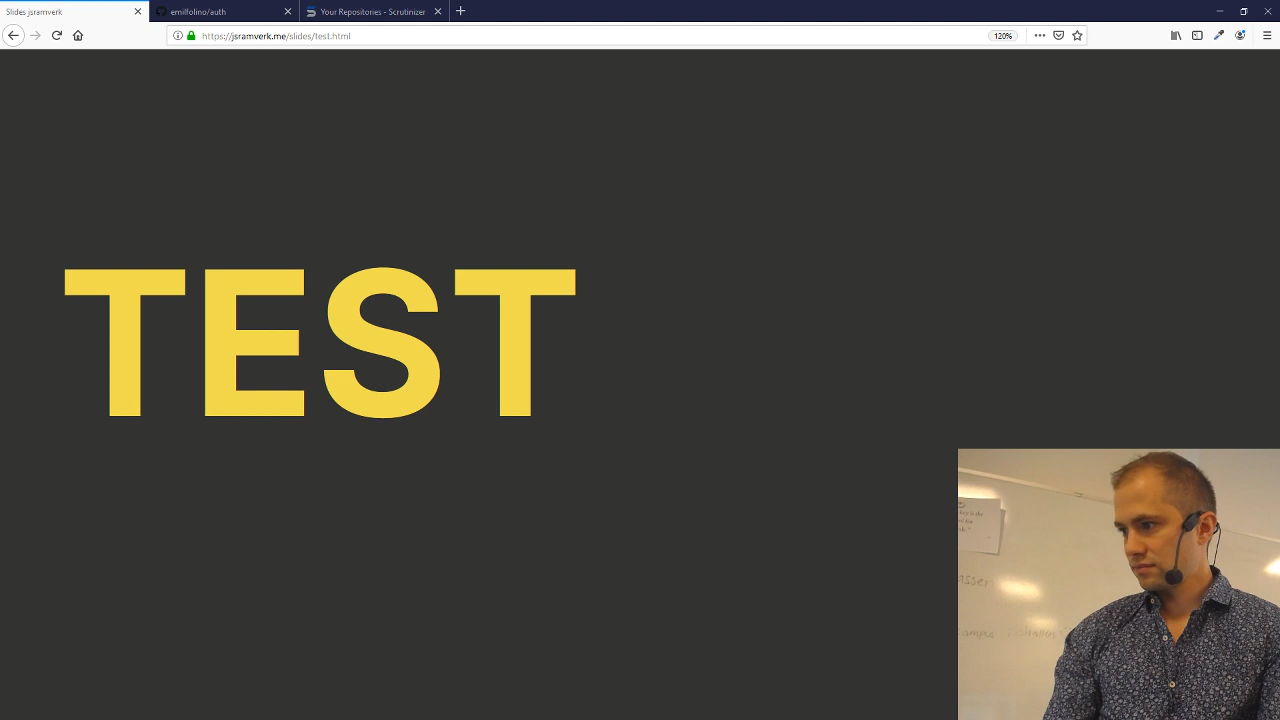 Slides jsramverk
emilfolino/auth
Your Repositories - Scrutinizer
https://jsramverk.me/slides/test.html
120%
TEST